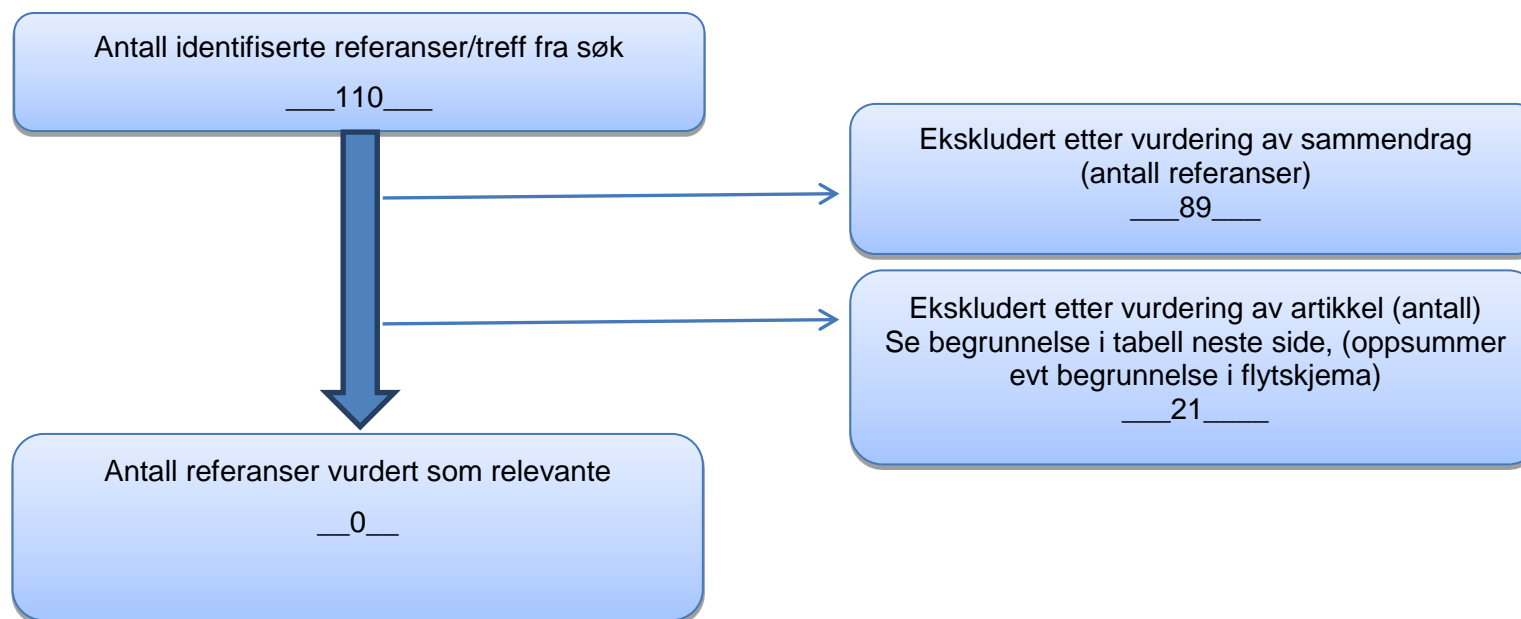 Antall identifiserte referanser/treff fra søk
___110___
Ekskludert etter vurdering av sammendrag
(antall referanser)
___89___
Ekskludert etter vurdering av artikkel (antall)
Se begrunnelse i tabell neste side, (oppsummer
evt begrunnelse i flytskjema)
___21____
Antall referanser vurdert som relevante
__0__